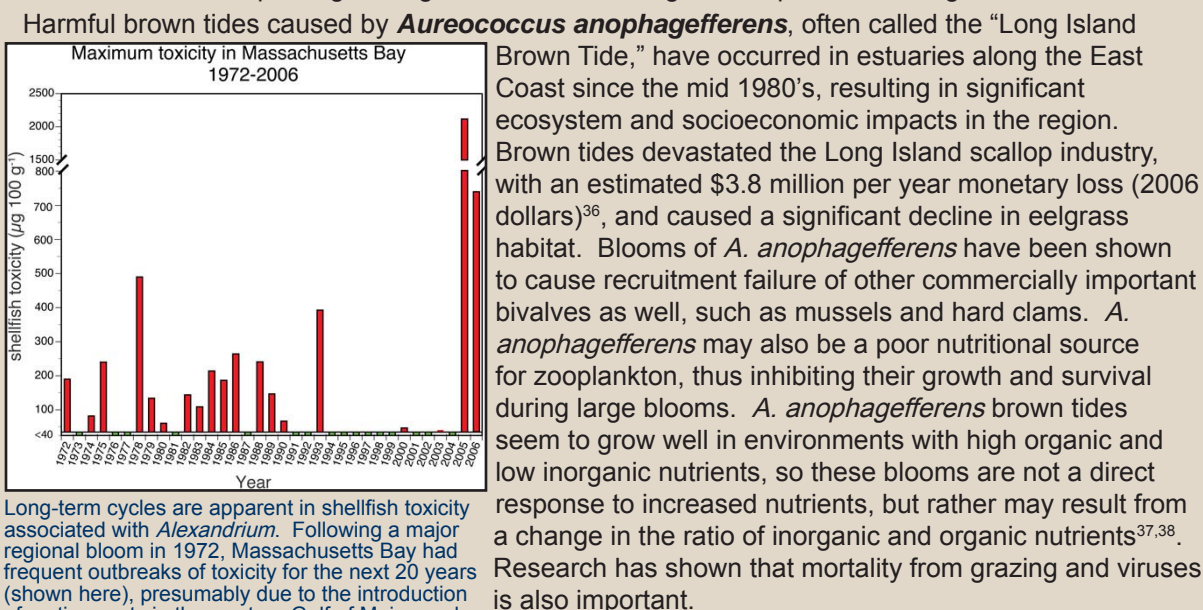 Harmful brown tides caused by Aureococcus anophagefferens, often called the “Long Island
Brown Tide,” have occurred in estuaries along the East
Coast since the mid 1980’s, resulting in significant
ecosystem and socioeconomic impacts in the region.
Brown tides devastated the Long Island scallop industry,
with an estimated $3.8 million per year monetary loss (2006
dollars)36, and caused a significant decline in eelgrass
habitat. Blooms of A. anophagefferens have been shown
to cause recruitment failure of other commercially important
bivalves as well, such as mussels and hard clams. A.
anophagefferens may also be a poor nutritional source
for zooplankton, thus inhibiting their growth and survival
during large blooms. A. anophagefferens brown tides
seem to grow well in environments with high organic and
low inorganic nutrients, so these blooms are not a direct
response to increased nutrients, but rather may result from
a change in the ratio of inorganic and organic nutrients37,38.
Research has shown that mortality from grazing and viruses
is also important.
Maximum toxicity in Massachusetts Bay
1972-2006
shellfish toxicity (µg 100 g-1)
2500
2000
1500
800
700
600
500
400
300
200
100
<40
1972 1973 1974 1975 1976 1977 1978 1979 1980 1981 1982 1983 1984 1985 1986 1987 1988 1989 1990 1991 1992 1993 1994 1995 1996 1997 1998 1999 2000 2001 2002 2003 2004 2005 2006
Year
Long-term cycles are apparent in shellfish toxicity
associated with Alexandrium. Following a major
regional bloom in 1972, Massachusetts Bay had
frequent outbreaks of toxicity for the next 20 years
(shown here), presumably due to the introduction